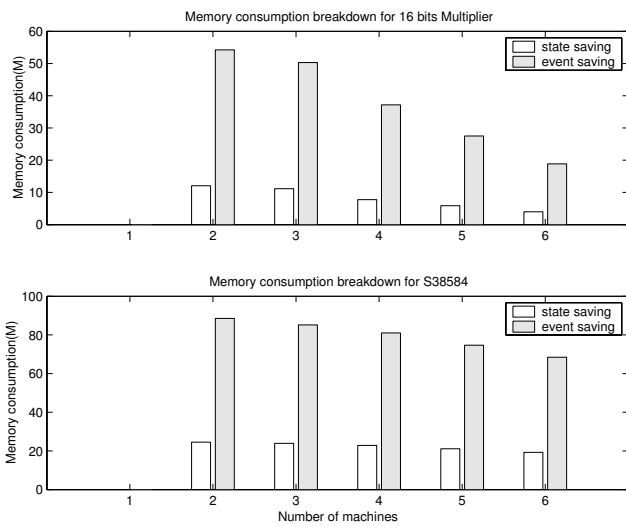 Memory consumption breakdown for 16 bits Multiplier
60
50
40
30
20
10
0
Memory consumption(M)
state saving
event saving
1 2 3 4 5 6
Memory consumption breakdown for S38584
100
80
60
40
20
0
Memory consumption(M)
state saving
event saving
1 2 3 4 5 6
Number of machines